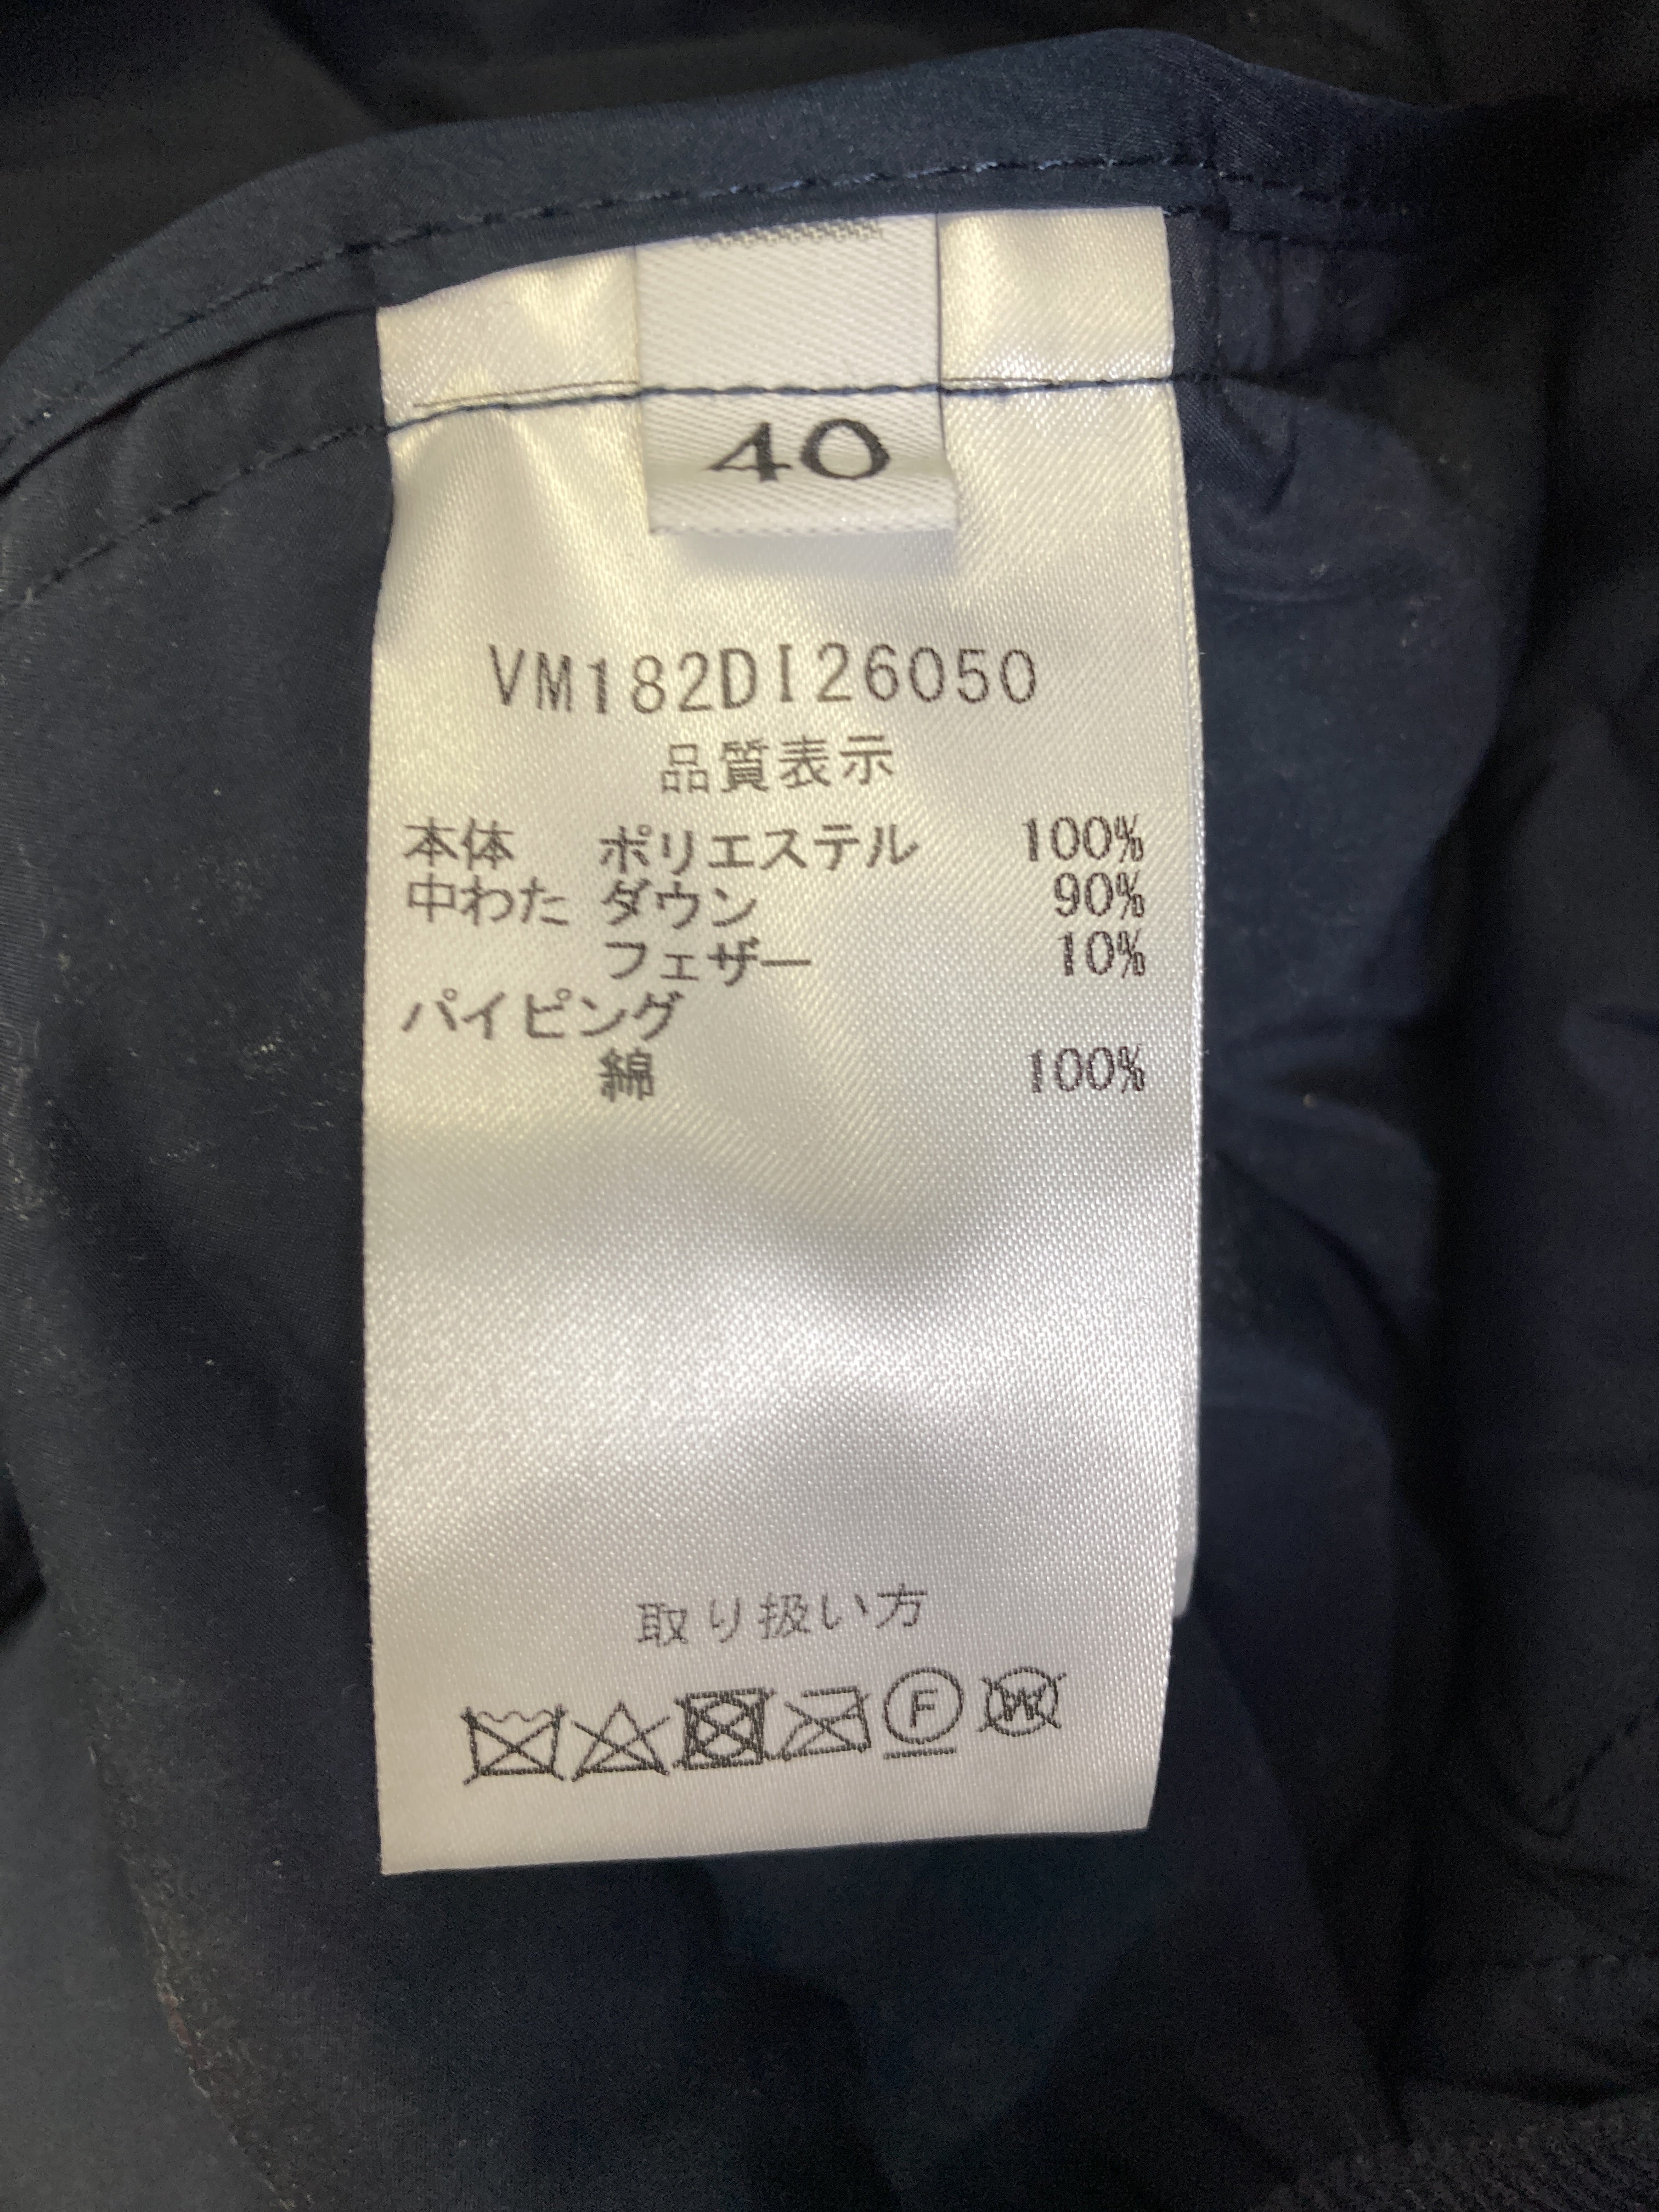 40
VM182DI26050
品質表示
本体 ポリエステル 100%
中わた ダウン 90%
フェザー 10%
パイピング
綿 100%
取り扱い方
F W